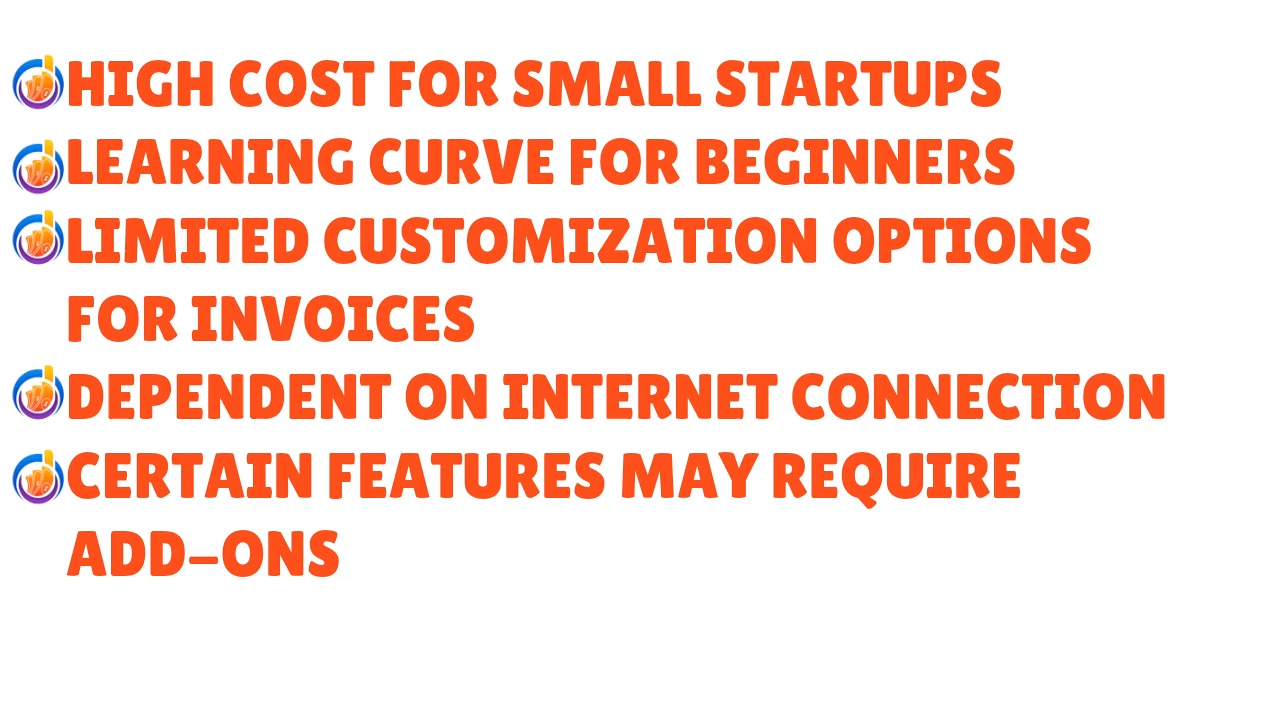 HIGH COST FOR SMALL STARTUPS
LEARNING CURVE FOR BEGINNERS
LIMITED CUSTOMIZATION OPTIONS
FOR INVOICES
DEPENDENT ON INTERNET CONNECTION
CERTAIN FEATURES MAY REQUIRE
ADD–ONS